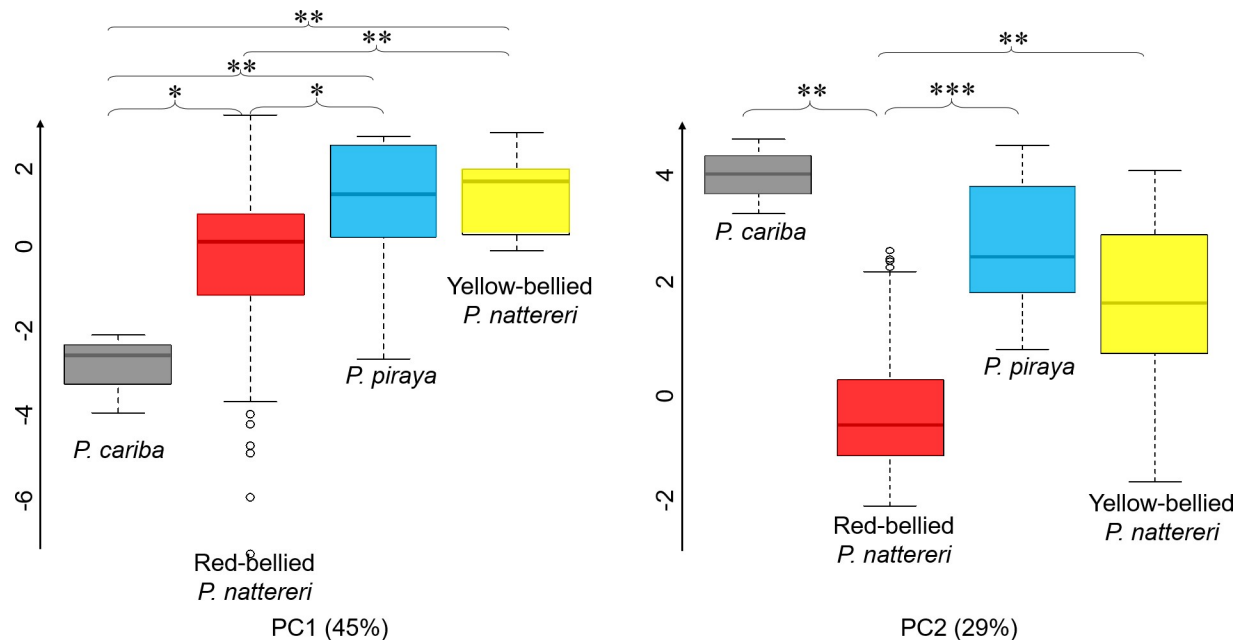 **
**
**
*
*
2
0
-2
-4
-6
P. cariba
Red-bellied
P. nattereri
P. piraya
Yellow-bellied
P. nattereri
PC1 (45%)
**
**
***
4
2
0
-2
P. cariba
Red-bellied
P. nattereri
P. piraya
Yellow-bellied
P. nattereri
PC2 (29%)